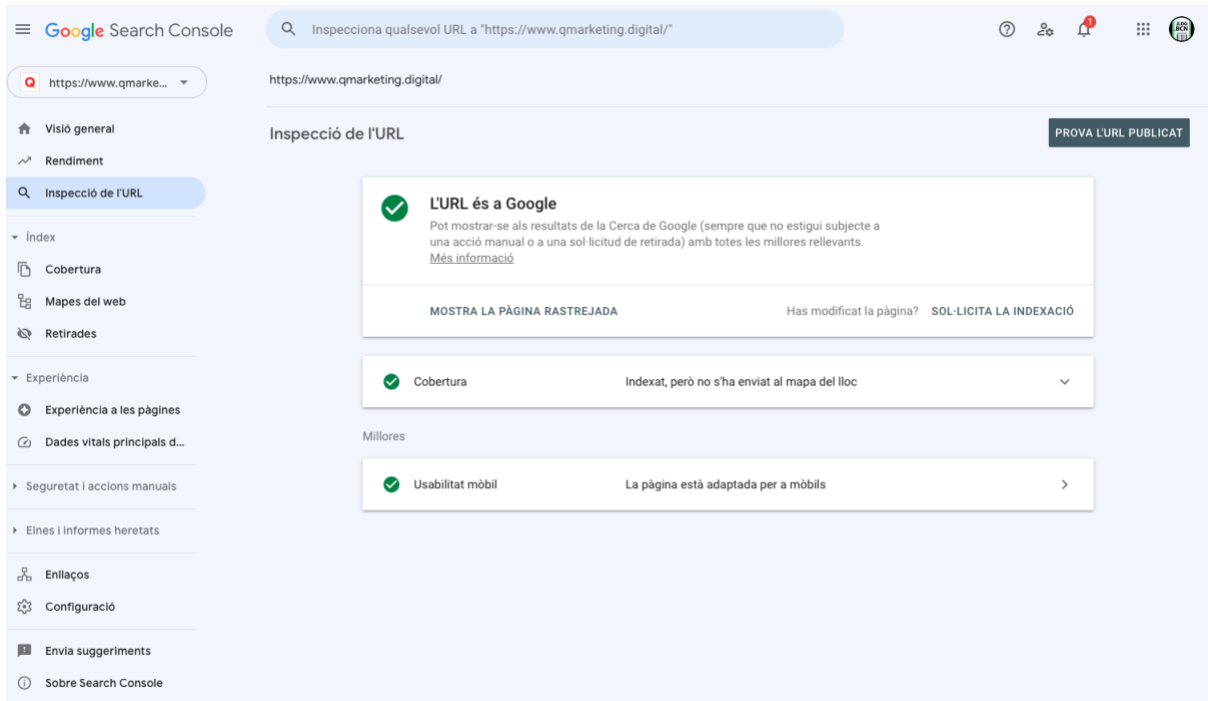 Google Search Console
Inspecciona qualsevol URL a "https://www.qmarketing.digital/"
1
ADG
BCN
Q
https://www.qmarke...
https://www.qmarketing.digital/
Visió general
Rendiment
Inspecció de l'URL
Índex
Cobertura
Mapes del web
Retirades
Experiència
Experiència a les pàgines
Dades vitals principals d...
Seguretat i accions manuals
Eines i informes heretats
Enllaços
Configuració
Envia suggeriments
Sobre Search Console
Inspecció de l'URL
PROVA L'URL PUBLICAT
L'URL és a Google
Pot mostrar-se als resultats de la Cerca de Google (sempre que no estigui subjecte a
una acció manual o a una sol·licitud de retirada) amb totes les millores rellevants.
Més informació
MOSTRA LA PÀGINA RASTREJADA
Has modificat la pàgina? SOL·LICITA LA INDEXACIÓ
Cobertura Indexat, però no s'ha enviat al mapa del lloc
Millores
Usabilitat mòbil La pàgina està adaptada per a mòbils